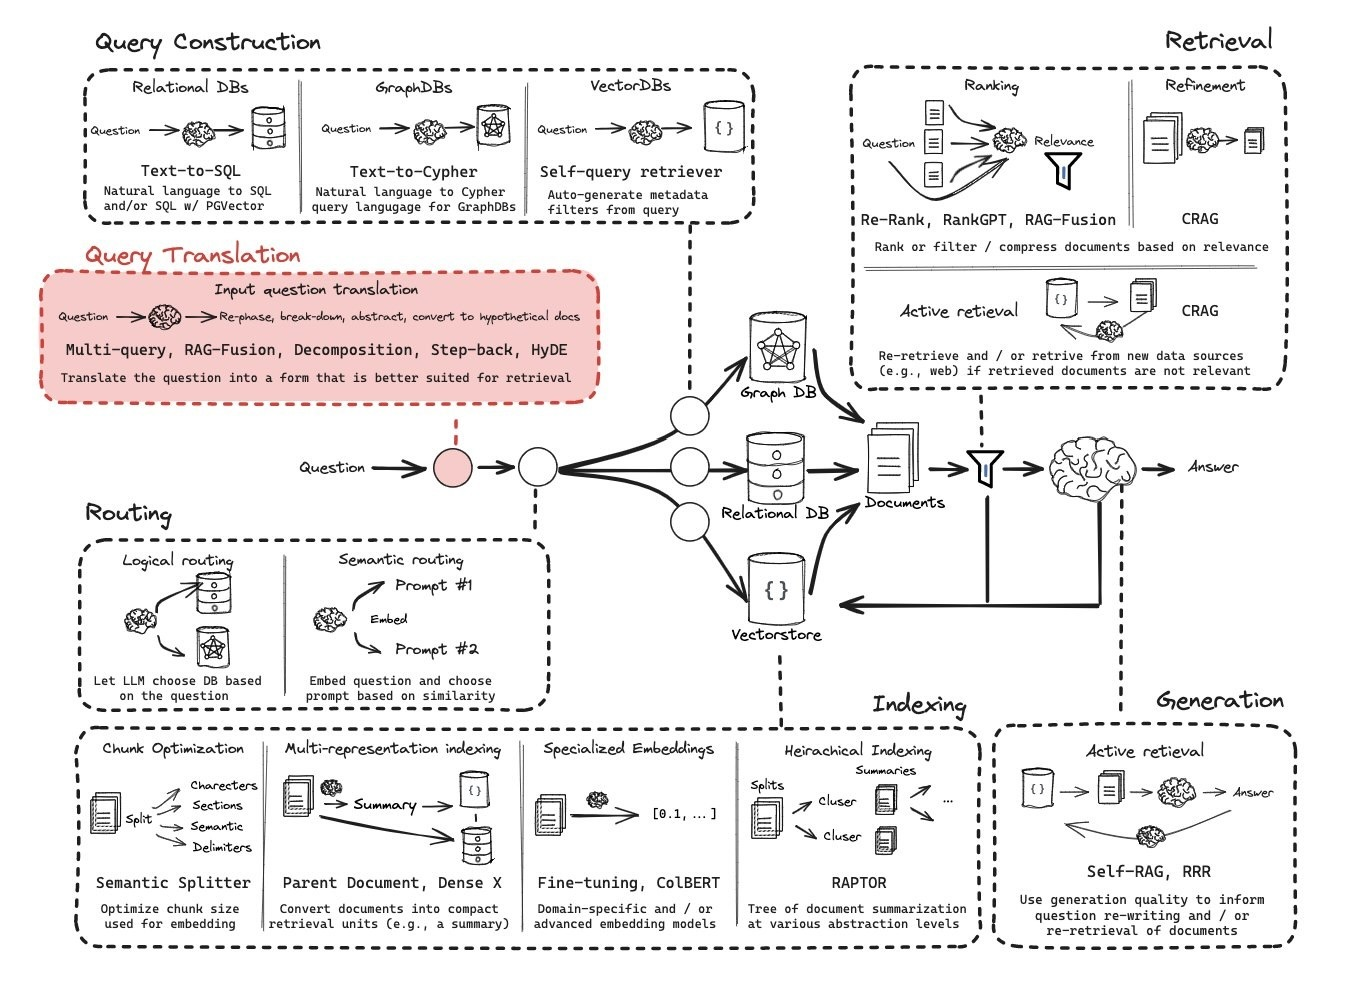 Query Construction
Relational DBs
Question
Text-to-SQL
Natural language to SQL
and/or SQL w/ PGVector
GraphDBs
Question
Text-to-Cypher
Natural language to Cypher
query langugage for GraphDBs
VectorDBs
Question
{ }
Self-query retriever
Auto-generate metadata
filters from query
Retrieval
Ranking
Question
Relevance
Re-Rank, RankGPT, RAG-Fusion
Refinement
CRAG
Rank or filter / compress documents based on relevance
Active retieval
{ }
CRAG
Re-retrieve and / or retrive from new data sources
(e.g., web) if retrieved documents are not relevant
Query Translation
Input question translation
Question
Re-phase, break-down, abstract, convert to hypothetical docs
Multi-query, RAG-Fusion, Decomposition, Step-back, HyDE
Translate the question into a form that is better suited for retrieval
Question
Graph DB
Relational DB
{ }
Vectorstore
Documents
Answer
Routing
Logical routing
Let LLM choose DB based
on the question
Semantic routing
Prompt #1
Embed
Prompt #2
Embed question and choose
prompt based on similarity
Indexing
Chunk Optimization
Split
Charecters
Sections
Semantic
Delimiters
Semantic Splitter
Optimize chunk size
used for embedding
Multi-representation indexing
Summary
{ }
Parent Document, Dense X
Convert documents into compact
retrieval units (e.g., a summary)
Specialized Embeddings
[0.1, ...]
Fine-tuning, ColBERT
Domain-specific and / or
advanced embedding models
Heirachical Indexing
Summaries
Splits
Cluser
Cluser
...
RAPTOR
Tree of document summarization
at various abstraction levels
Generation
Active retieval
{ }
Answer
Self-RAG, RRR
Use generation quality to inform
question re-writing and / or
re-retrieval of documents